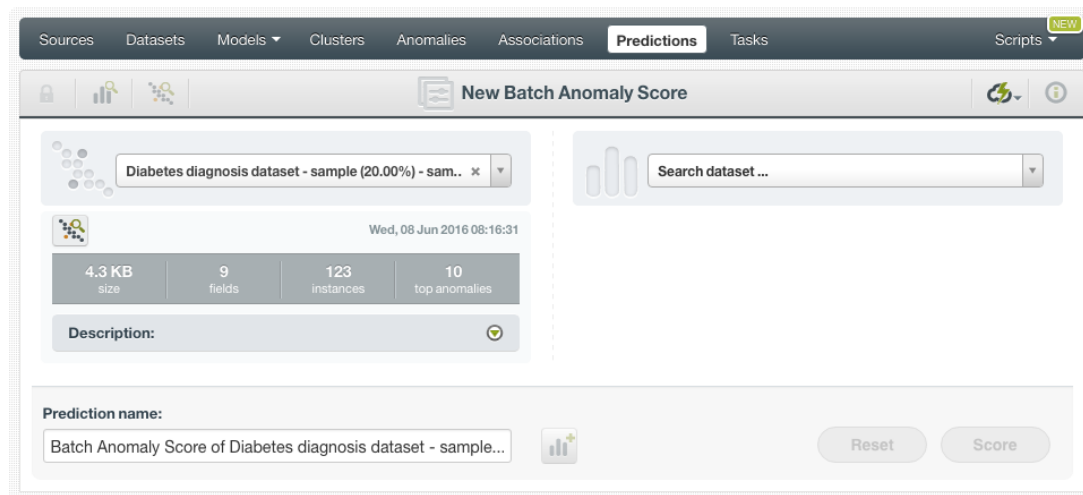 NEW
Sources Datasets Models Clusters Anomalies Associations Predictions Tasks Scripts
New Batch Anomaly Score
Diabetes diagnosis dataset - sample (20.00%) - sam..
Search dataset ...
Wed, 08 Jun 2016 08:16:31
4.3 KB 9 123 10
size fields instances top anomalies
Description:
Prediction name:
Batch Anomaly Score of Diabetes diagnosis dataset - sample...
Reset Score